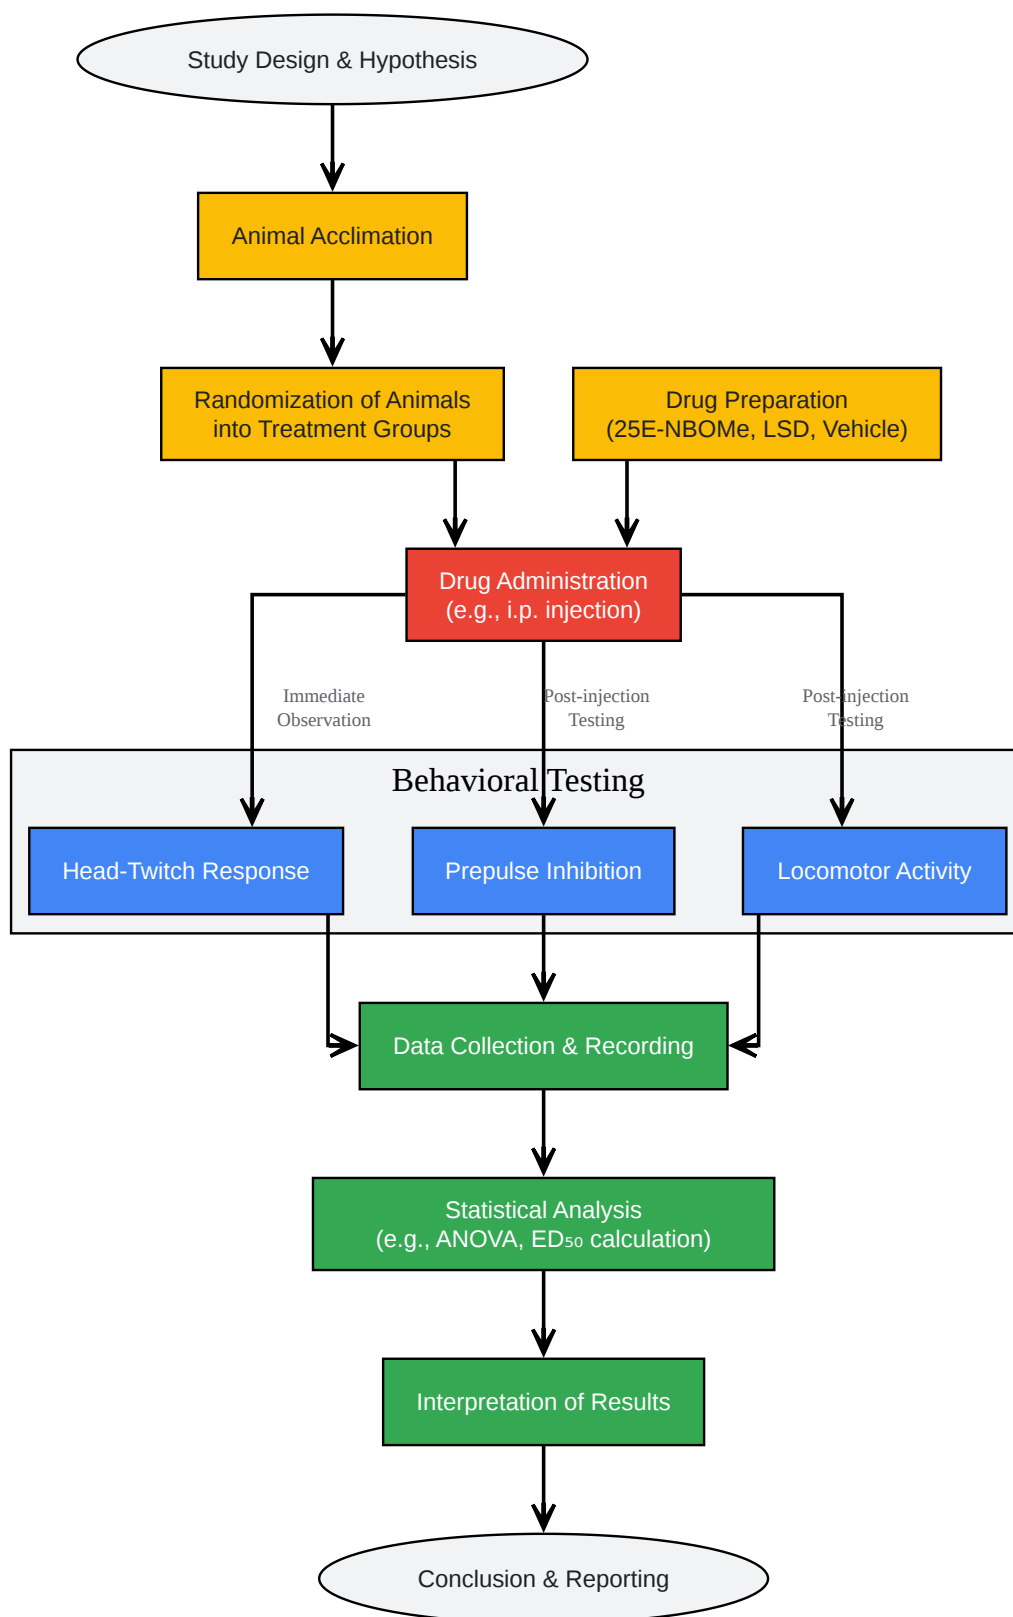 Study Design & Hypothesis
Animal Acclimation
Randomization of Animals
into Treatment Groups
Drug Preparation
(25E-NBOMe, LSD, Vehicle)
Drug Administration
(e.g., i.p. injection)
Immediate
Observation
Post-injection
Testing
Post-injection
Testing
Behavioral Testing
Head-Twitch Response
Prepulse Inhibition
Locomotor Activity
Data Collection & Recording
Statistical Analysis
(e.g., ANOVA, ED₅₀ calculation)
Interpretation of Results
Conclusion & Reporting